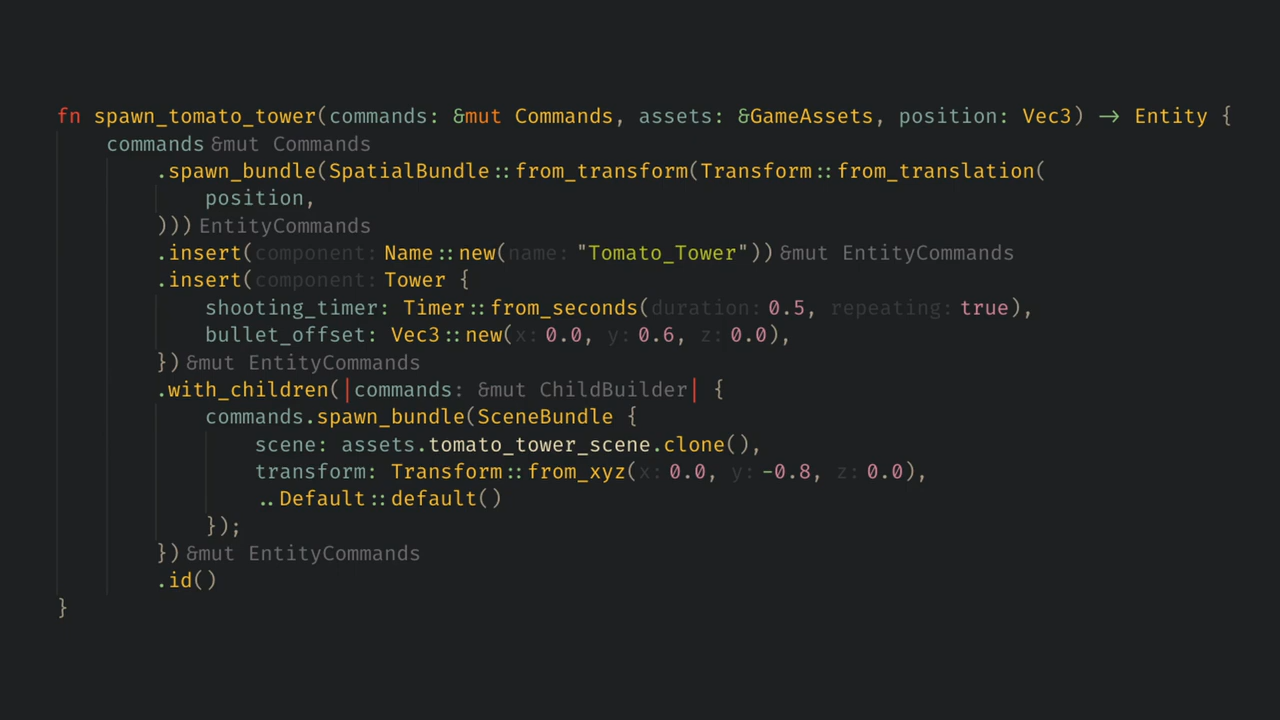 fn spawn_tomato_tower(commands: &mut Commands, assets: &GameAssets, position: Vec3) -> Entity {
    commands &mut Commands
        .spawn_bundle(SpatialBundle::from_transform(Transform::from_translation(
            position,
        ))) EntityCommands
        .insert(component: Name::new(name: "Tomato_Tower")) &mut EntityCommands
        .insert(component: Tower {
            shooting_timer: Timer::from_seconds(duration: 0.5, repeating: true),
            bullet_offset: Vec3::new(x: 0.0, y: 0.6, z: 0.0),
        }) &mut EntityCommands
        .with_children(|commands: &mut ChildBuilder| {
            commands.spawn_bundle(SceneBundle {
                scene: assets.tomato_tower_scene.clone(),
                transform: Transform::from_xyz(x: 0.0, y: -0.8, z: 0.0),
                ..Default::default()
            });
        }) &mut EntityCommands
        .id()
}